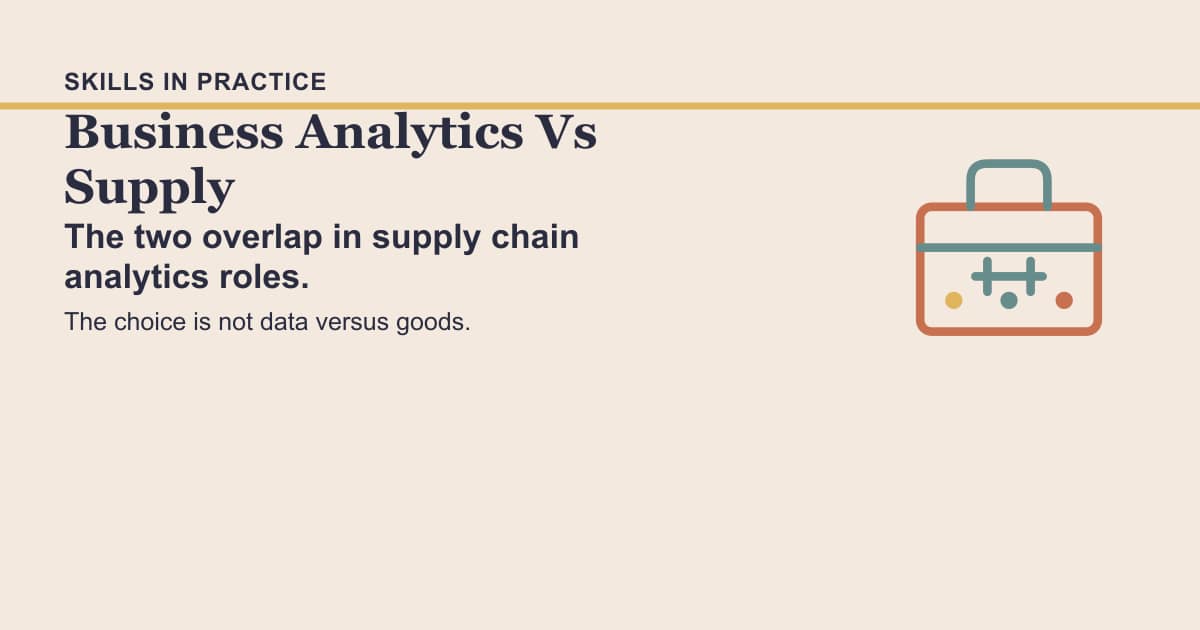 SKILLS IN PRACTICE
Business Analytics Vs
Supply
The two overlap in supply chain
analytics roles.
The choice is not data versus goods.